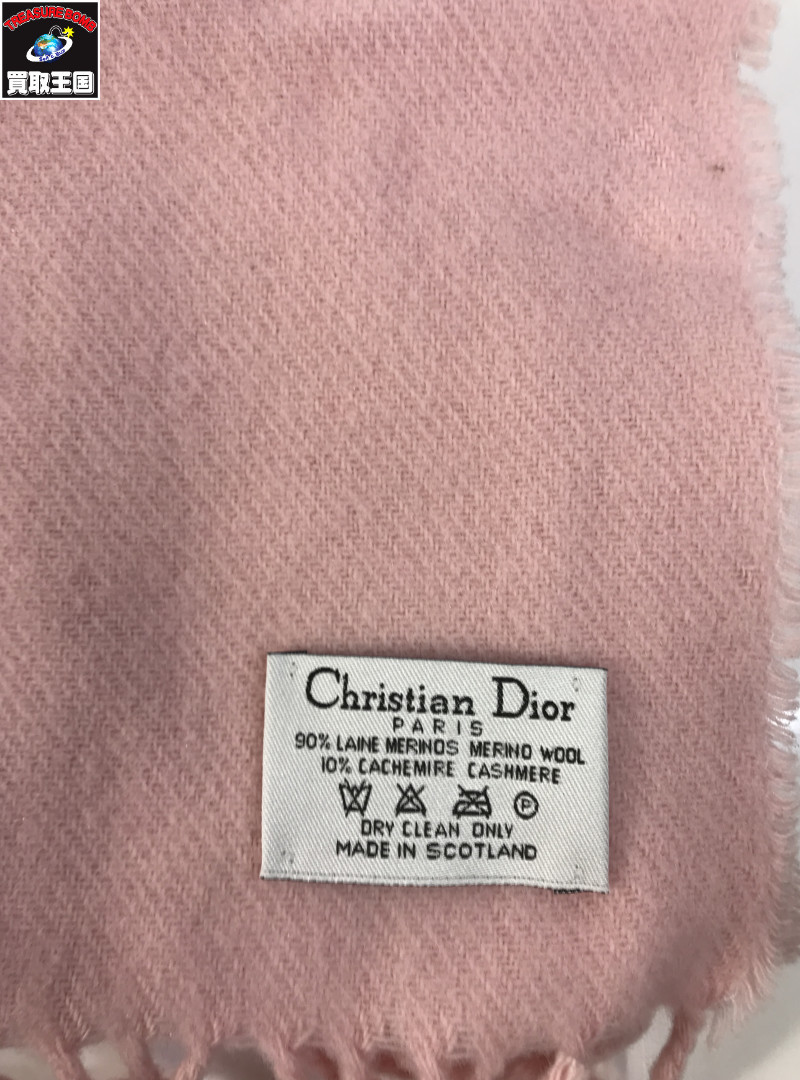 TREASURE BOMB
買取王国
Christian Dior
PARIS
90% LAINE MERINOS MERINO WOOL
10% CACHEMIRE CASHMERE
P
DRY CLEAN ONLY
MADE IN SCOTLAND